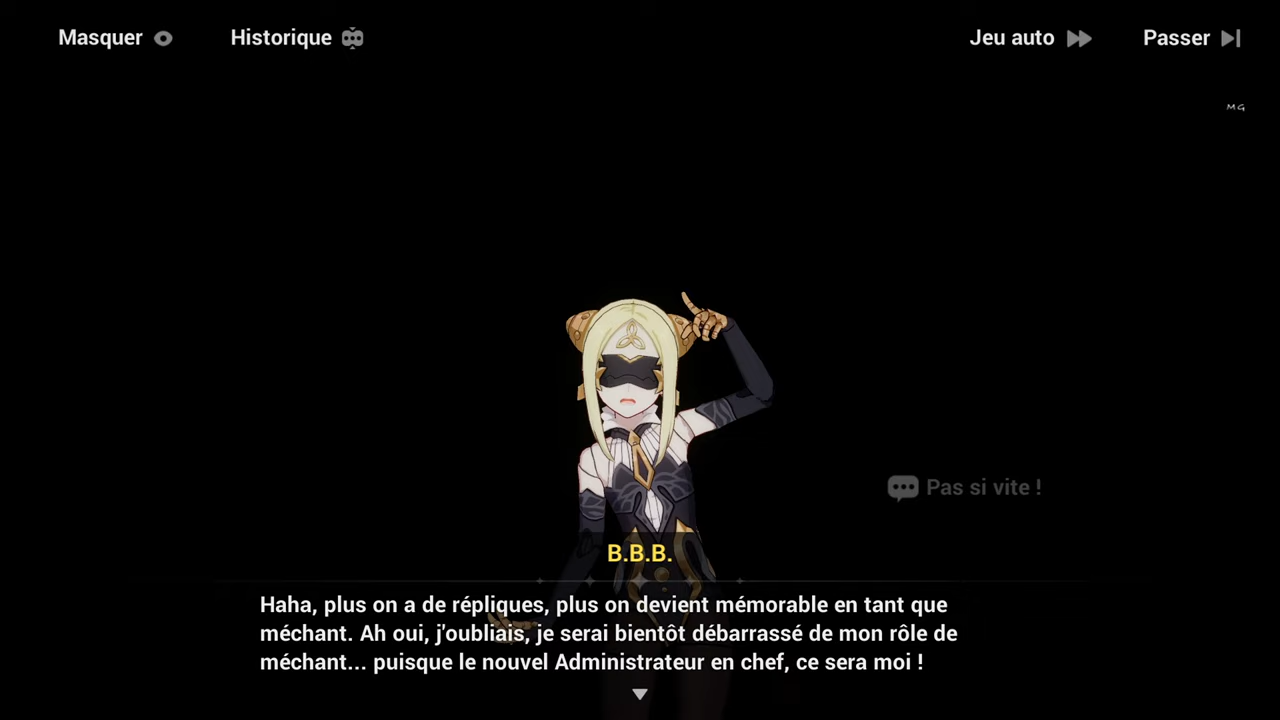 Masquer
Historique
Jeu auto
Passer
MG
Pas si vite !
B.B.B.
Haha, plus on a de répliques, plus on devient mémorable en tant que
méchant. Ah oui, j'oubliais, je serai bientôt débarrassé de mon rôle de
méchant... puisque le nouvel Administrateur en chef, ce sera moi !